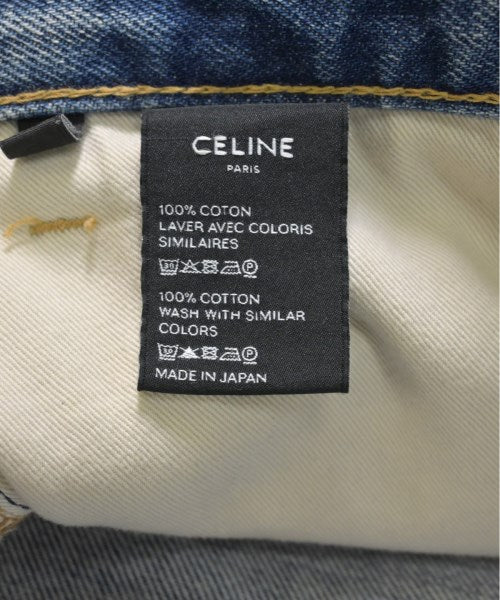 CELINE
PARIS
100% COTON
LAVER AVEC COLORIS
SIMILAIRES
100% COTTON
WASH WITH SIMILAR
COLORS
MADE IN JAPAN